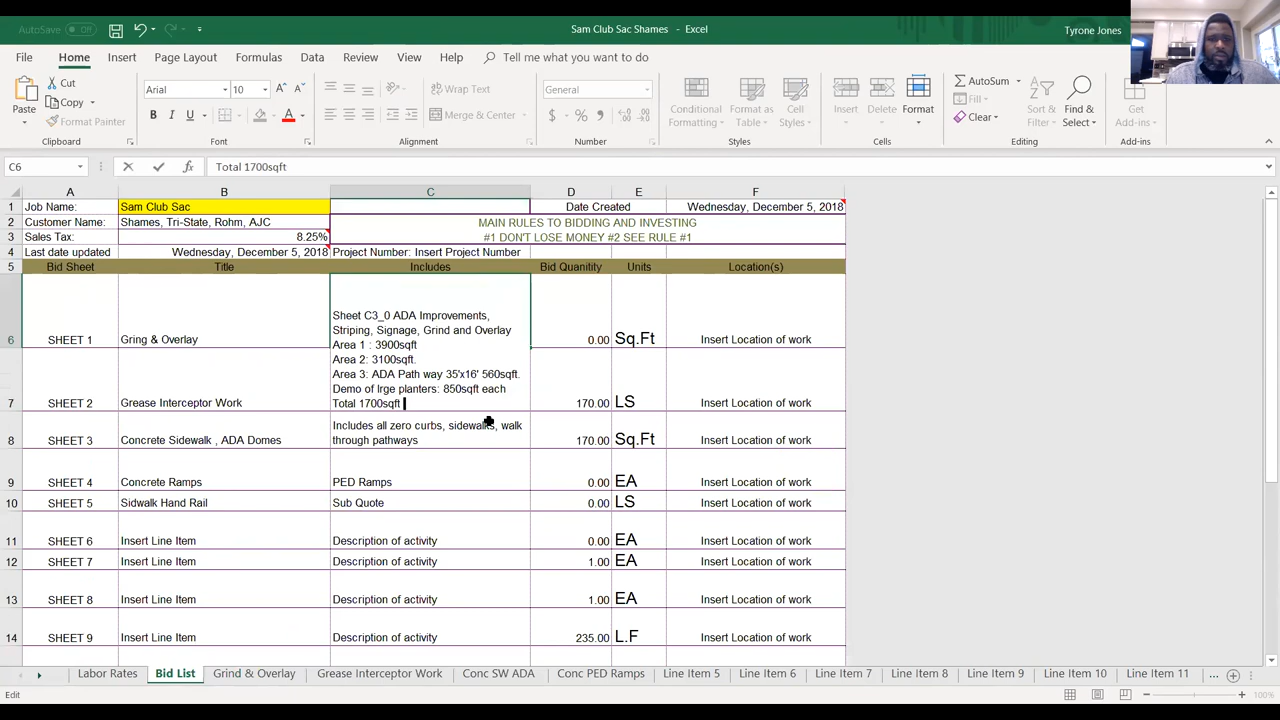 AutoSave Off Sam Club Sac Shames - Excel Tyrone Jones
File Home Insert Page Layout Formulas Data Review View Help Tell me what you want to do
Paste Cut Copy Format Painter Clipboard
Arial 10 A A B I U A Font
Wrap Text Merge & Center Alignment
General $ % , Number
Conditional Formatting Format as Table Cell Styles Styles
Insert Delete Format Cells
AutoSum Fill Clear Sort & Filter Find & Select Editing
Get Add-ins Add-ins
C6 fx Total 1700sqft
A B C D E F
1 Job Name: Sam Club Sac Date Created Wednesday, December 5, 2018
2 Customer Name: Shames, Tri-State, Rohm, AJC MAIN RULES TO BIDDING AND INVESTING
3 Sales Tax: 8.25% #1 DON'T LOSE MONEY #2 SEE RULE #1
4 Last date updated Wednesday, December 5, 2018 Project Number: Insert Project Number
5 Bid Sheet Title Includes Bid Quanitity Units Location(s)
Sheet C3_0 ADA Improvements,
Striping, Signage, Grind and Overlay
6 SHEET 1 Gring & Overlay 0.00 Sq.Ft Insert Location of work
Area 1 : 3900sqft
Area 2: 3100sqft.
Area 3: ADA Path way 35'x16' 560sqft.
Demo of lrge planters: 850sqft each
Total 1700sqft
7 SHEET 2 Grease Interceptor Work 170.00 LS Insert Location of work
Includes all zero curbs, sidewalks, walk
8 SHEET 3 Concrete Sidewalk , ADA Domes through pathways 170.00 Sq.Ft Insert Location of work
9 SHEET 4 Concrete Ramps PED Ramps 0.00 EA Insert Location of work
10 SHEET 5 Sidwalk Hand Rail Sub Quote 0.00 LS Insert Location of work
11 SHEET 6 Insert Line Item Description of activity 0.00 EA Insert Location of work
12 SHEET 7 Insert Line Item Description of activity 1.00 EA Insert Location of work
13 SHEET 8 Insert Line Item Description of activity 1.00 EA Insert Location of work
14 SHEET 9 Insert Line Item Description of activity 235.00 L.F Insert Location of work
Labor Rates Bid List Grind & Overlay Grease Interceptor Work Conc SW ADA Conc PED Ramps Line Item 5 Line Item 6 Line Item 7 Line Item 8 Line Item 9 Line Item 10 Line Item 11 ...
Edit 100%